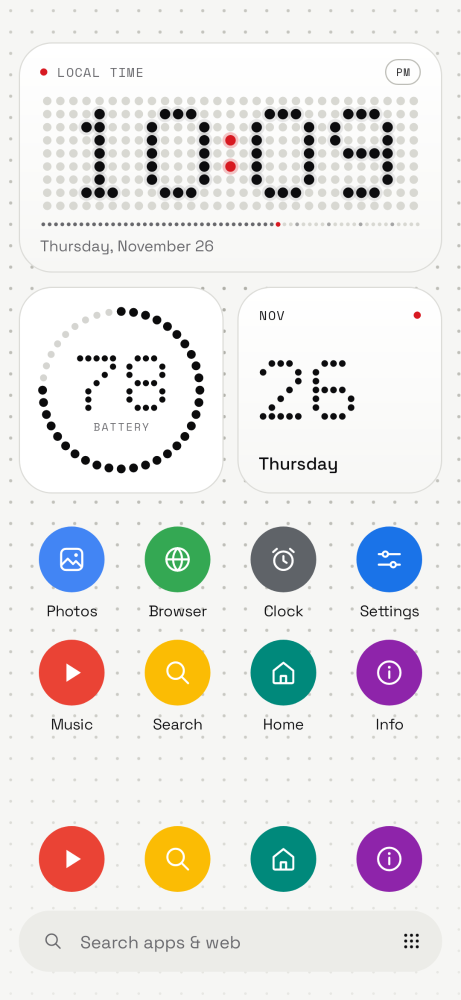 LOCAL TIME PM
10:09
Thursday, November 26
78
BATTERY
NOV
26
Thursday
Photos Browser Clock Settings
Music Search Home Info
Search apps & web